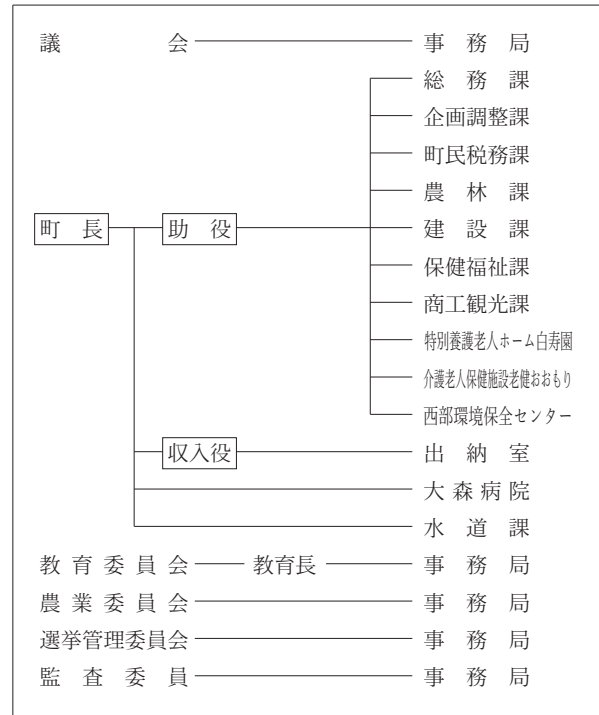 議会 事務局
総務課
企画調整課
町民税務課
農林課
町長 助役 建設課
保健福祉課
商工観光課
特別養護老人ホーム白寿園
介護老人保健施設老健おおもり
西部環境保全センター
収入役 出納室
大森病院
水道課
教育委員会 教育長 事務局
農業委員会 事務局
選挙管理委員会 事務局
監査委員 事務局